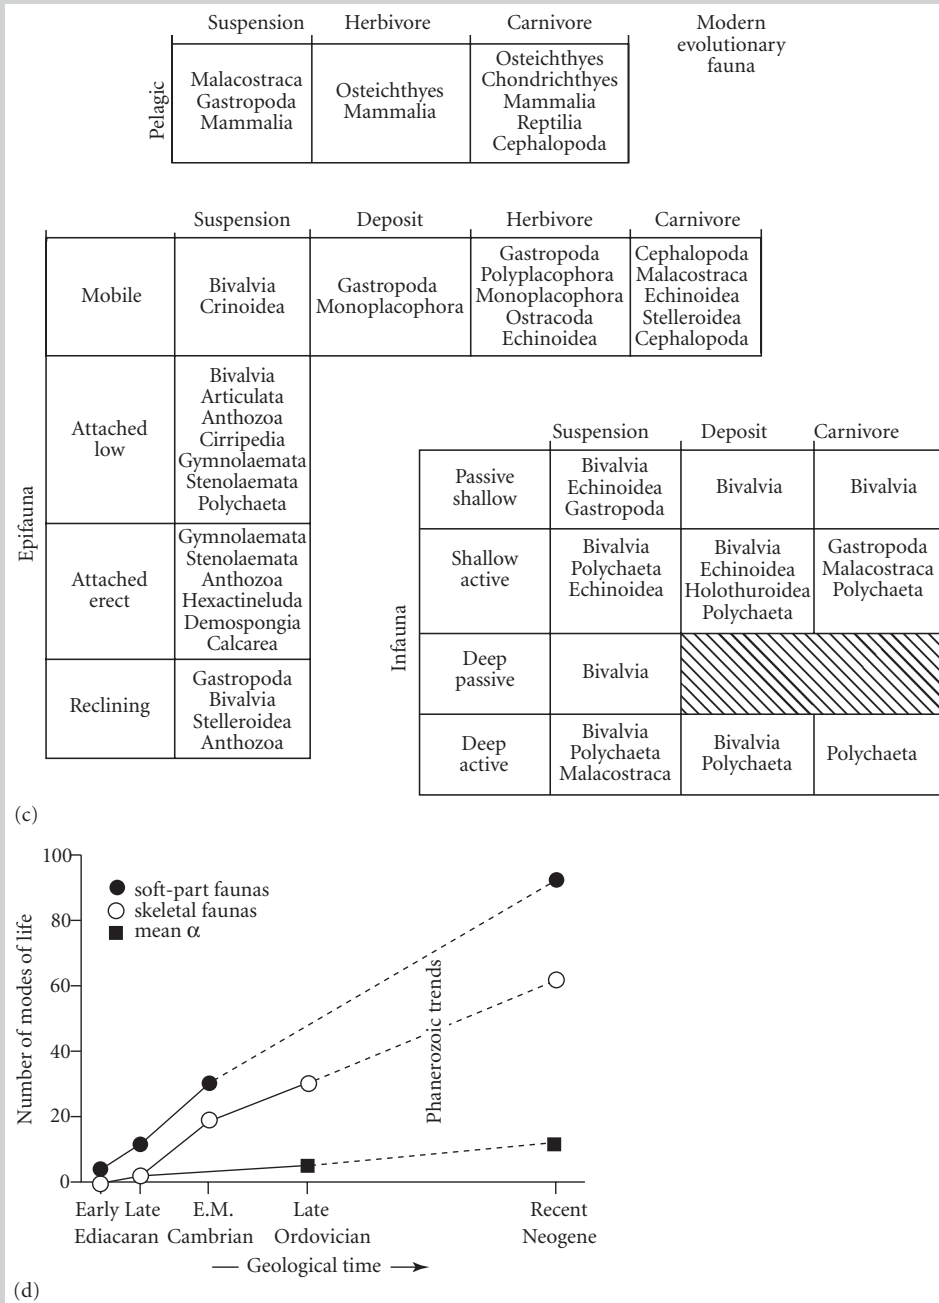 Suspension Herbivore Carnivore
Modern
evolutionary
fauna
Pelagic
Malacostraca
Gastropoda
Mammalia
Osteichthyes
Mammalia
Osteichthyes
Chondrichthyes
Mammalia
Reptilia
Cephalopoda
Suspension Deposit Herbivore Carnivore
Epifauna
Mobile
Bivalvia
Crinoidea
Gastropoda
Monoplacophora
Gastropoda
Polyplacophora
Monoplacophora
Ostracoda
Echinoidea
Cephalopoda
Malacostraca
Echinoidea
Stelleroidea
Cephalopoda
Attached
low
Bivalvia
Articulata
Anthozoa
Cirripedia
Gymnolaemata
Stenolaemata
Polychaeta
Attached
erect
Gymnolaemata
Stenolaemata
Anthozoa
Hexactineluda
Demospongia
Calcarea
Reclining
Gastropoda
Bivalvia
Stelleroidea
Anthozoa
Suspension Deposit Carnivore
Infauna
Passive
shallow
Bivalvia
Echinoidea
Gastropoda
Bivalvia
Bivalvia
Shallow
active
Bivalvia
Polychaeta
Echinoidea
Bivalvia
Echinoidea
Holothuroidea
Polychaeta
Gastropoda
Malacostraca
Polychaeta
Deep
passive
Bivalvia
Deep
active
Bivalvia
Polychaeta
Malacostraca
Bivalvia
Polychaeta
Polychaeta
(c)
Number of modes of life
100
80
60
40
20
0
soft-part faunas
skeletal faunas
mean α
Phanerozoic trends
Early Late
Ediacaran
E.M.
Cambrian
Late
Ordovician
Recent
Neogene
Geological time
(d)